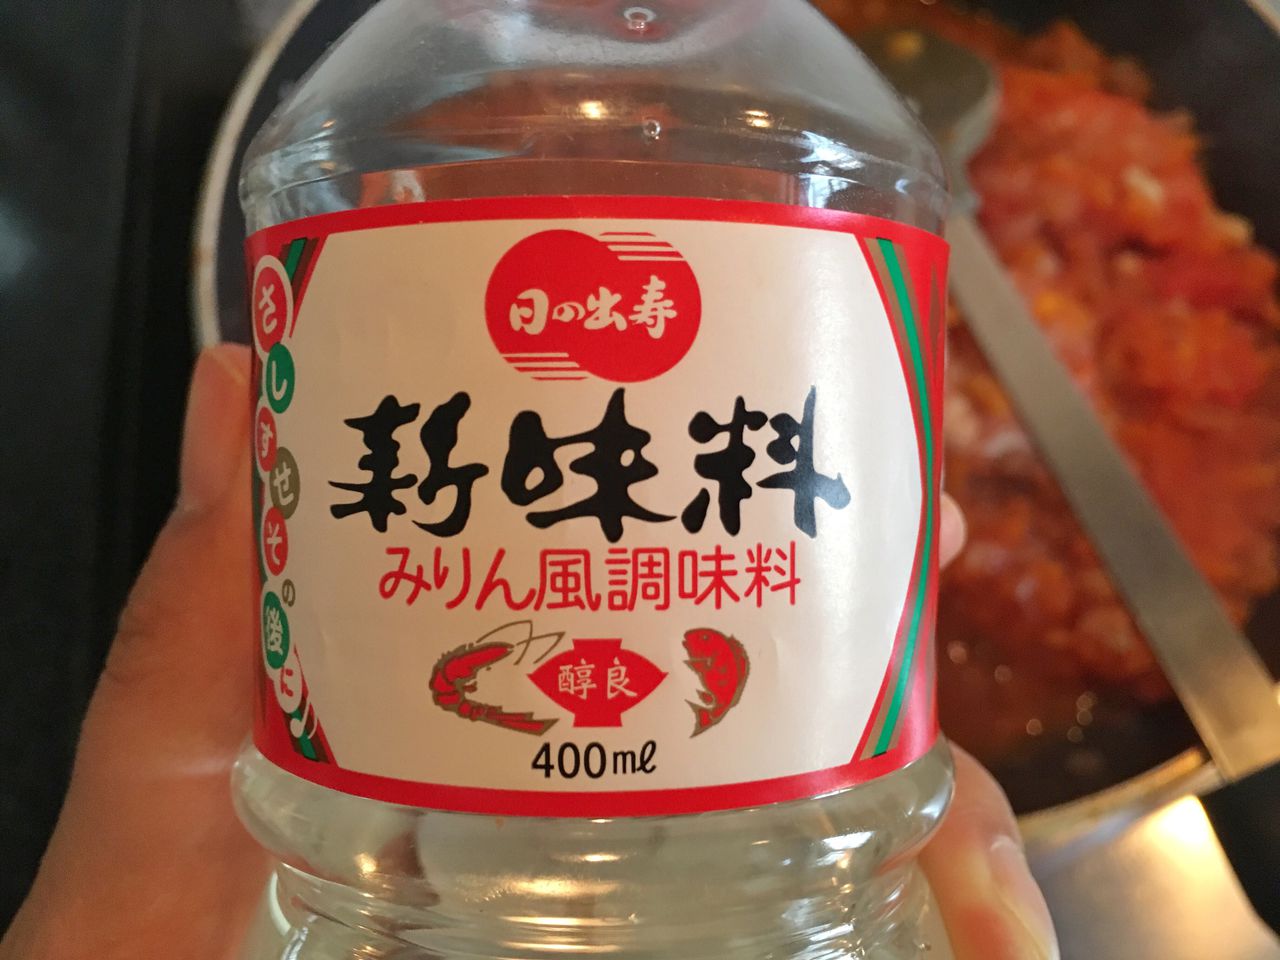 日の出寿
新味料
みりん風調味料
醇良
400ml
さしすせその後に